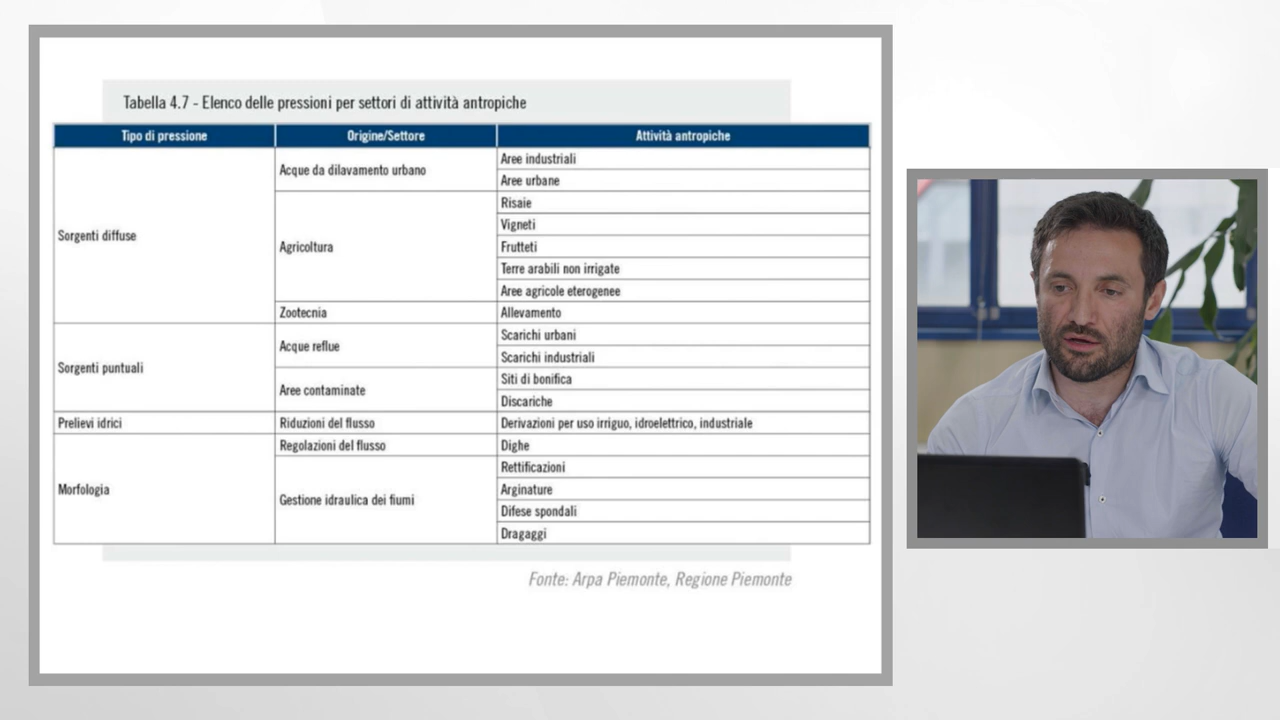 Tabella 4.7 - Elenco delle pressioni per settori di attività antropiche
Tipo di pressione Origine/Settore Attività antropiche
Sorgenti diffuse
Acque da dilavamento urbano
Aree industriali
Aree urbane
Agricoltura
Risaie
Vigneti
Frutteti
Terre arabili non irrigate
Aree agricole eterogenee
Zootecnia
Allevamento
Sorgenti puntuali
Acque reflue
Scarichi urbani
Scarichi industriali
Aree contaminate
Siti di bonifica
Discariche
Prelievi idrici
Riduzioni del flusso
Derivazioni per uso irriguo, idroelettrico, industriale
Morfologia
Regolazioni del flusso
Dighe
Gestione idraulica dei fiumi
Rettificazioni
Arginature
Difese spondali
Dragaggi
Fonte: Arpa Piemonte, Regione Piemonte